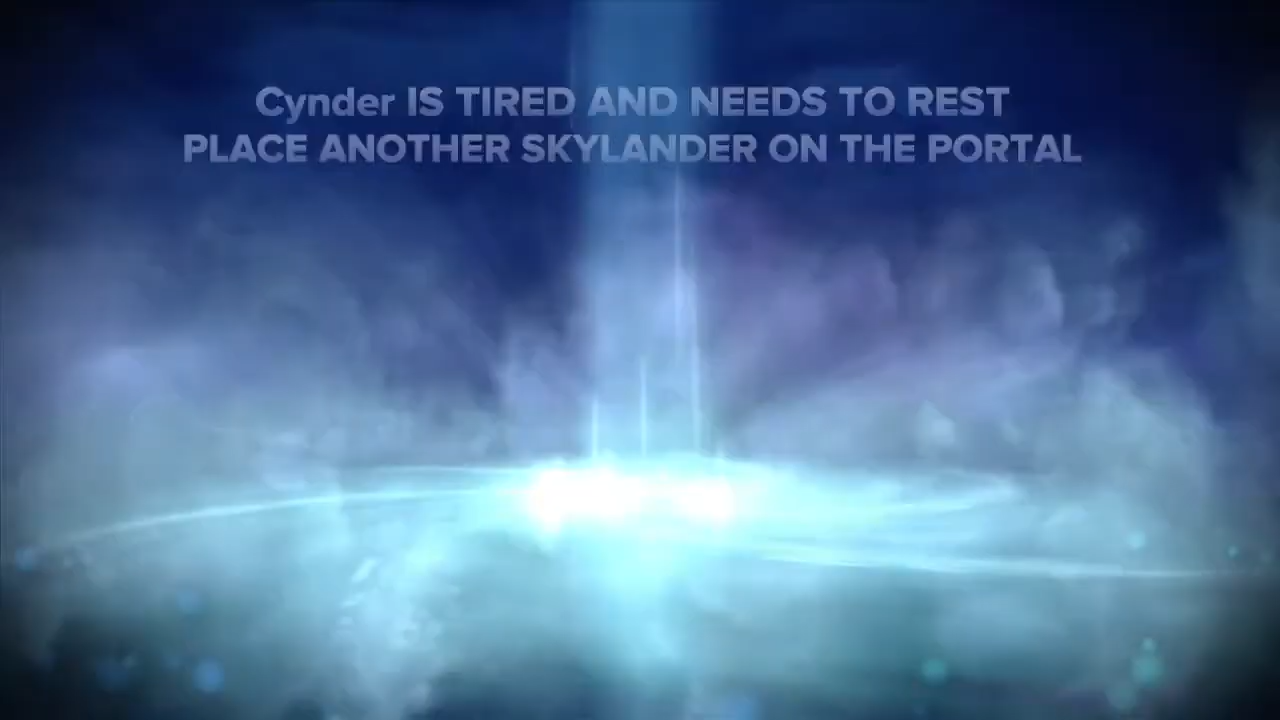 Cynder IS TIRED AND NEEDS TO REST
PLACE ANOTHER SKYLANDER ON THE PORTAL